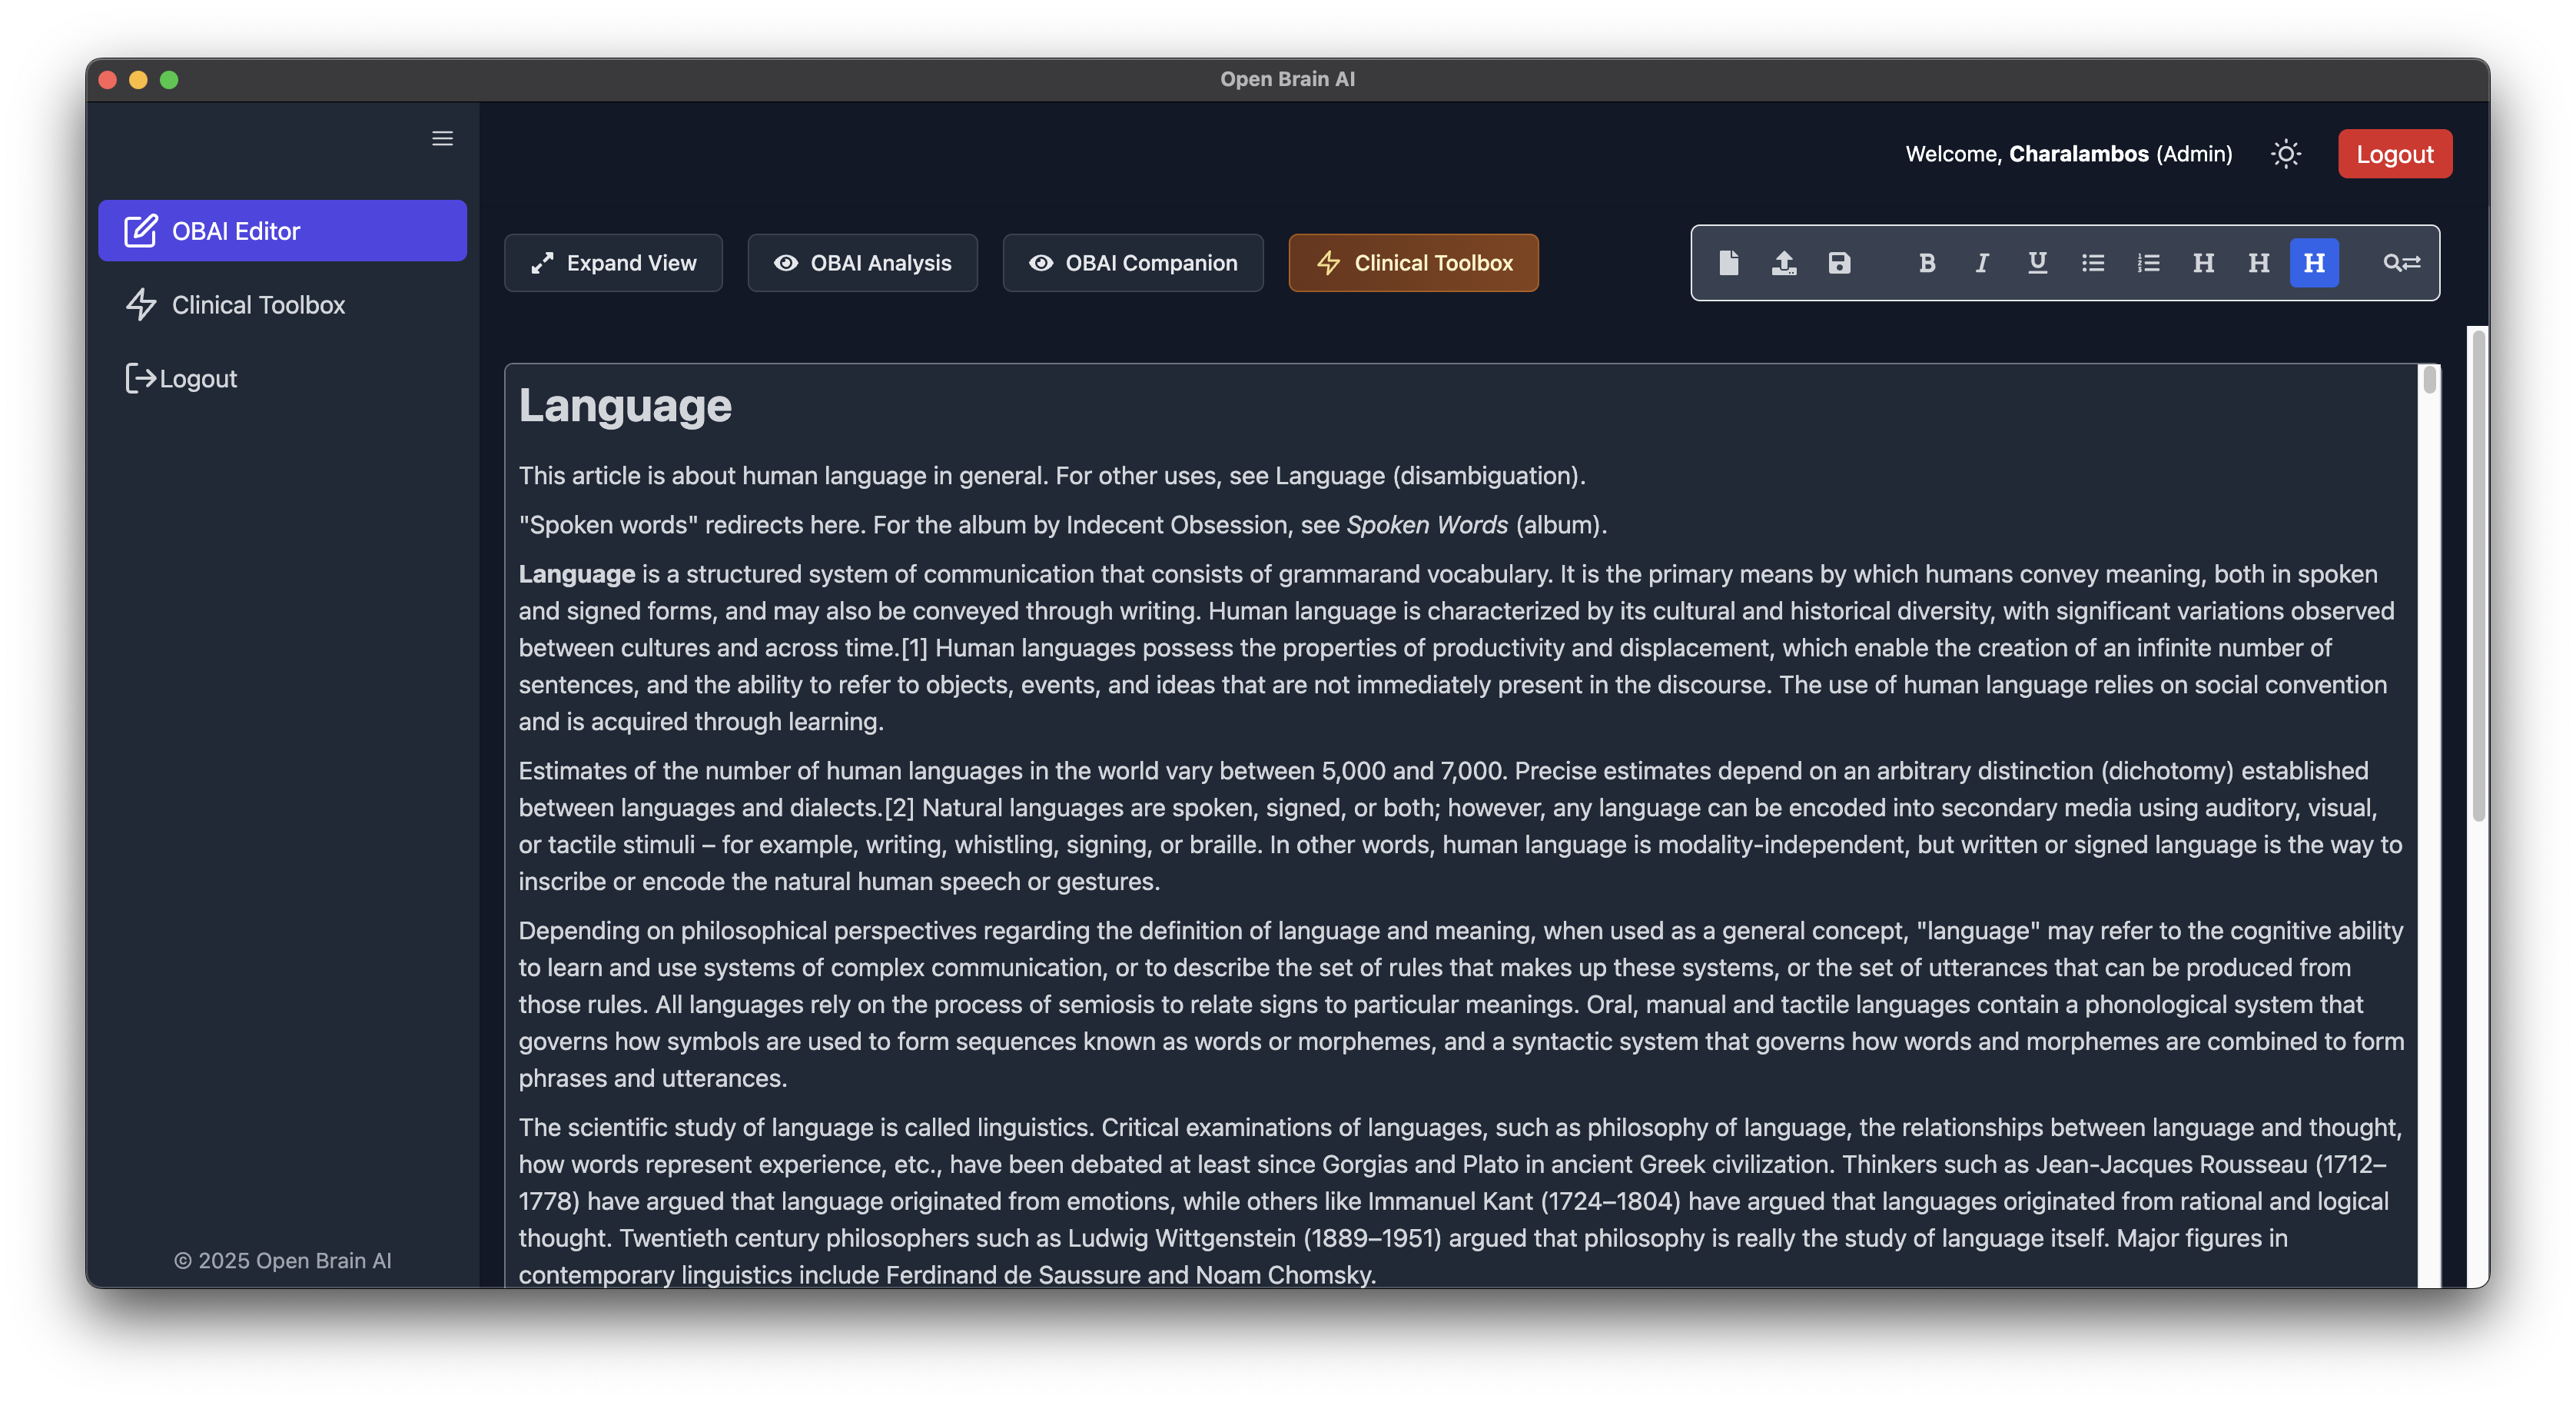 Open Brain AI
Welcome, Charalambos (Admin)
Logout
OBAI Editor
Clinical Toolbox
Logout
Expand View
OBAI Analysis
OBAI Companion
Clinical Toolbox
B I U H H H
Language
This article is about human language in general. For other uses, see Language (disambiguation).
"Spoken words" redirects here. For the album by Indecent Obsession, see Spoken Words (album).
Language is a structured system of communication that consists of grammarand vocabulary. It is the primary means by which humans convey meaning, both in spoken
and signed forms, and may also be conveyed through writing. Human language is characterized by its cultural and historical diversity, with significant variations observed
between cultures and across time.[1] Human languages possess the properties of productivity and displacement, which enable the creation of an infinite number of
sentences, and the ability to refer to objects, events, and ideas that are not immediately present in the discourse. The use of human language relies on social convention
and is acquired through learning.
Estimates of the number of human languages in the world vary between 5,000 and 7,000. Precise estimates depend on an arbitrary distinction (dichotomy) established
between languages and dialects.[2] Natural languages are spoken, signed, or both; however, any language can be encoded into secondary media using auditory, visual,
or tactile stimuli – for example, writing, whistling, signing, or braille. In other words, human language is modality-independent, but written or signed language is the way to
inscribe or encode the natural human speech or gestures.
Depending on philosophical perspectives regarding the definition of language and meaning, when used as a general concept, "language" may refer to the cognitive ability
to learn and use systems of complex communication, or to describe the set of rules that makes up these systems, or the set of utterances that can be produced from
those rules. All languages rely on the process of semiosis to relate signs to particular meanings. Oral, manual and tactile languages contain a phonological system that
governs how symbols are used to form sequences known as words or morphemes, and a syntactic system that governs how words and morphemes are combined to form
phrases and utterances.
The scientific study of language is called linguistics. Critical examinations of languages, such as philosophy of language, the relationships between language and thought,
how words represent experience, etc., have been debated at least since Gorgias and Plato in ancient Greek civilization. Thinkers such as Jean-Jacques Rousseau (1712–
1778) have argued that language originated from emotions, while others like Immanuel Kant (1724–1804) have argued that languages originated from rational and logical
thought. Twentieth century philosophers such as Ludwig Wittgenstein (1889–1951) argued that philosophy is really the study of language itself. Major figures in
contemporary linguistics include Ferdinand de Saussure and Noam Chomsky.
© 2025 Open Brain AI